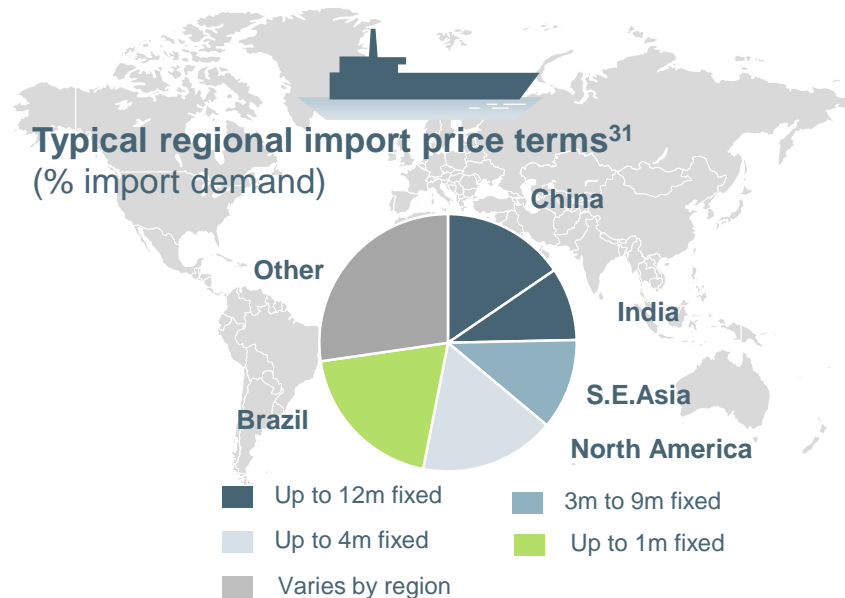 Typical regional import price terms31
(% import demand)
China
Other
India
S.E.Asia
Brazil
North America
Up to 12m fixed
3m to 9m fixed
Up to 4m fixed
Up to 1m fixed
Varies by region